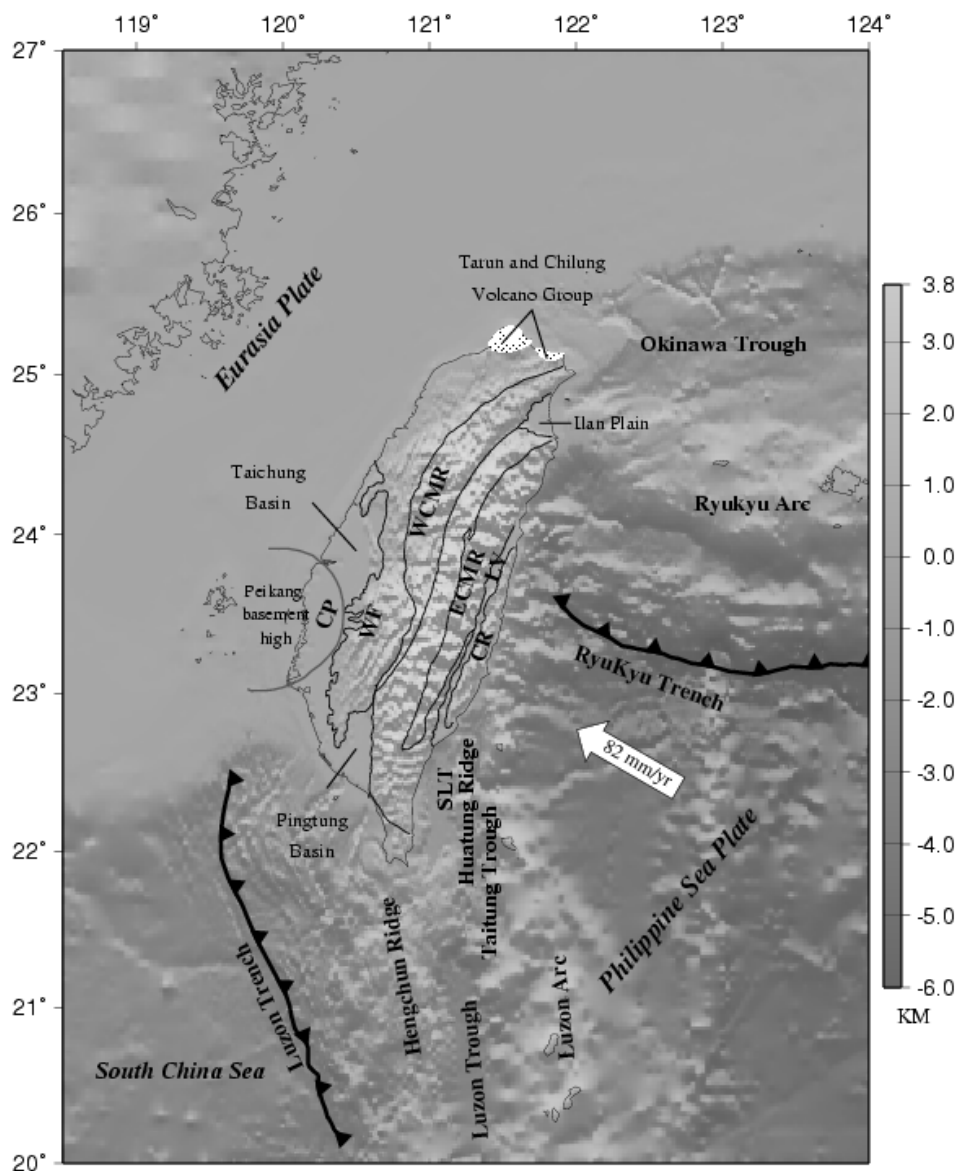 119° 120° 121° 122° 123° 124°
27°
26°
25°
24°
23°
22°
21°
20°
Eurasia Plate
Tarun and Chilung
Volcano Group
Okinawa Trough
Ilan Plain
Taichung
Basin
WCMR
Ryukyu Arc
ECMR
LV
Peikang
basement
high
CP
WF
CR
RyuKyu Trench
82 mm/yr
SLT
Huatung Ridge
Taitung Trough
Pingtung
Basin
Philippine Sea Plate
Hengchun Ridge
Luzon Trench
Luzon Trough
Luzon Arc
South China Sea
3.8
3.0
2.0
1.0
0.0
-1.0
-2.0
-3.0
-4.0
-5.0
-6.0
KM